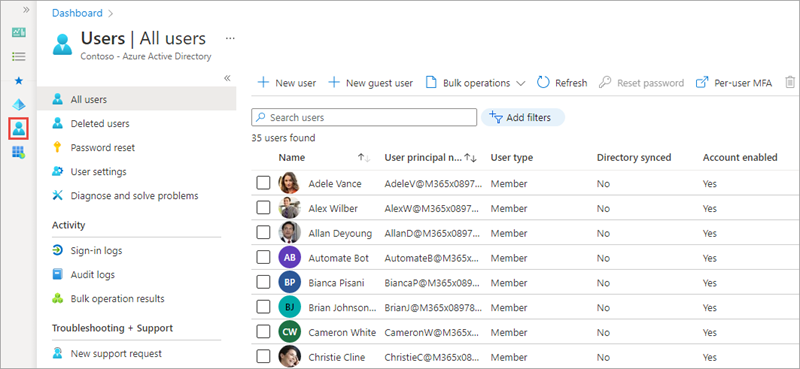 Dashboard >
Users | All users ...
Contoso - Azure Active Directory
«
All users
Deleted users
Password reset
User settings
Diagnose and solve problems
Activity
Sign-in logs
Audit logs
Bulk operation results
Troubleshooting + Support
New support request
+ New user + New guest user Bulk operations Refresh Reset password Per-user MFA
Search users Add filters
35 users found
Name User principal n... User type Directory synced Account enabled
Adele Vance AdeleV@M365x0897... Member No Yes
Alex Wilber AlexW@M365x0897... Member No Yes
Allan Deyoung AllanD@M365x0897... Member No Yes
AB Automate Bot AutomateB@M365x... Member No Yes
BP Bianca Pisani BiancaP@M365x0897... Member No Yes
BJ Brian Johnson... BrianJ@M365x08978... Member No Yes
CW Cameron White CameronW@M365x... Member No Yes
Christie Cline ChristieC@M365x08... Member No Yes